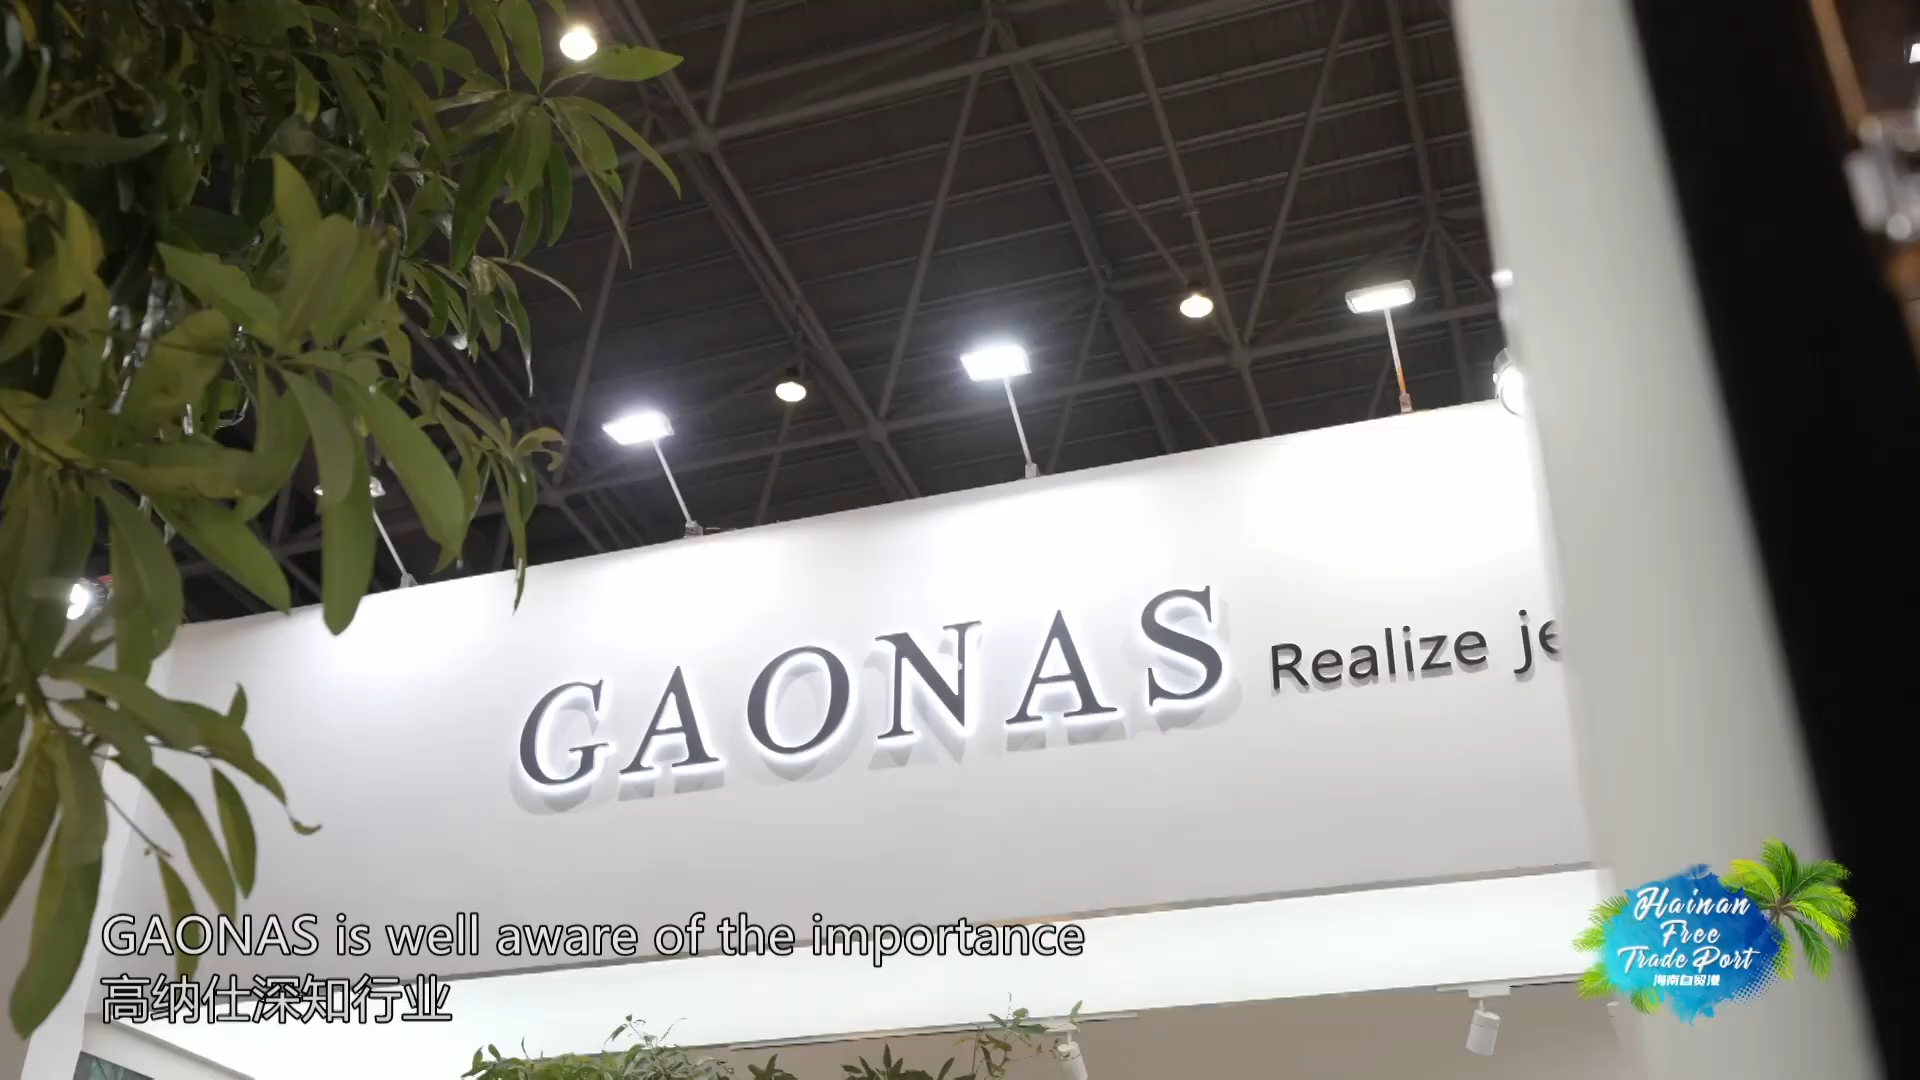 GAONAS Realize je
GAONAS is well aware of the importance
高纳仕深知行业
Hainan
Free
Trade Port
海南自贸港